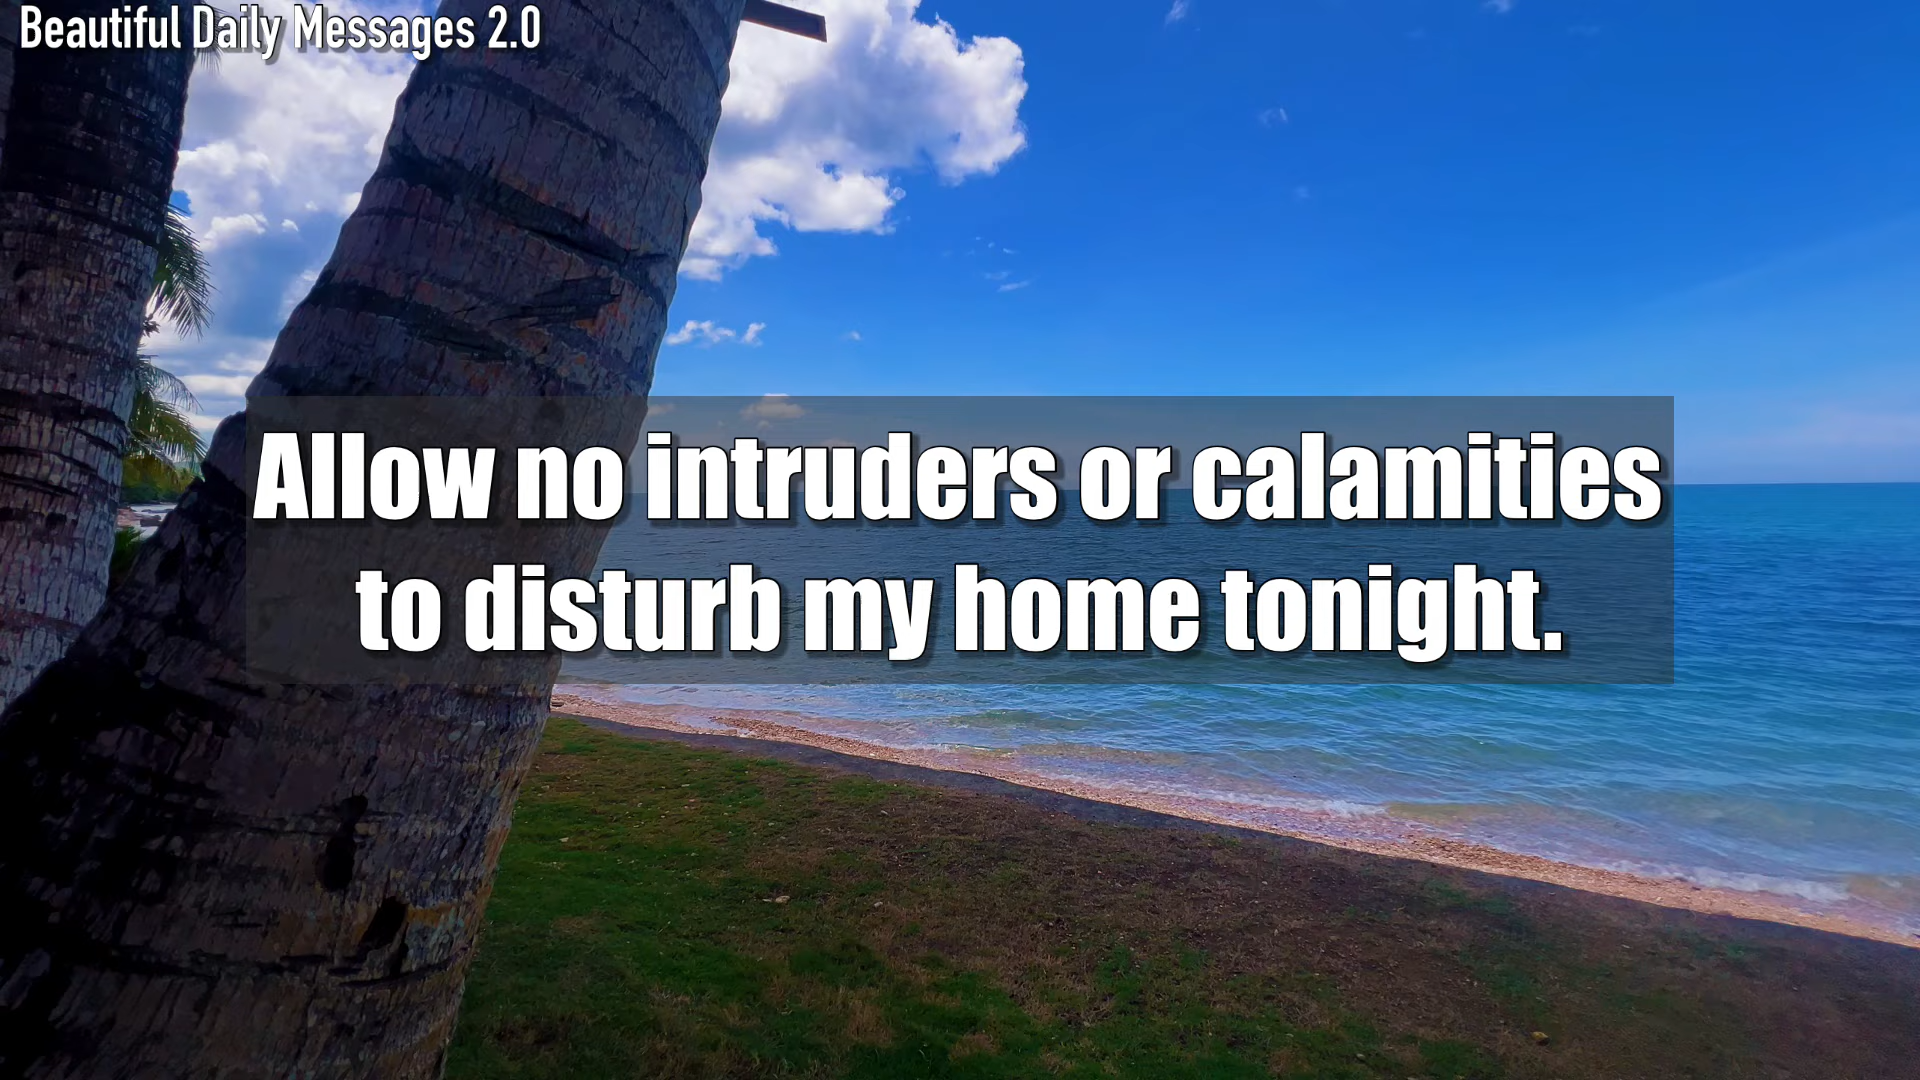 Beautiful Daily Messages 2.0
Allow no intruders or calamities
to disturb my home tonight.